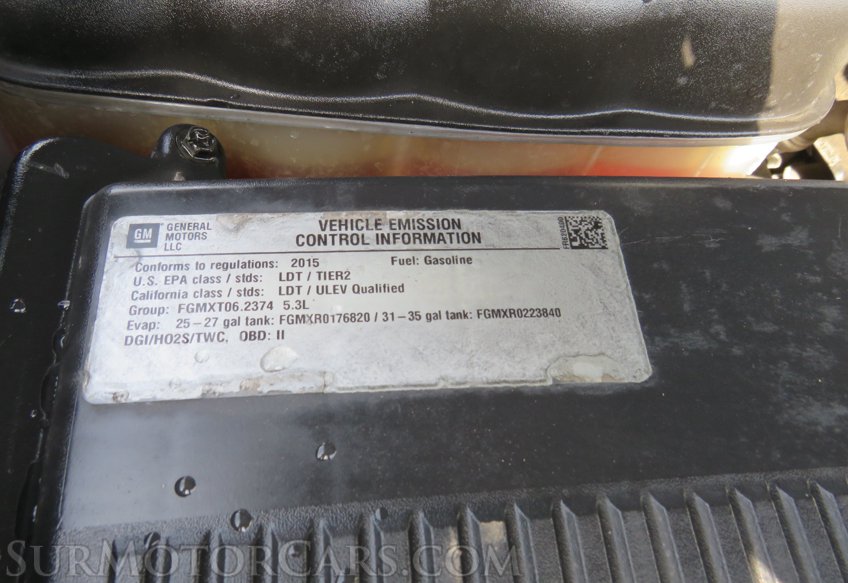 GM GENERAL MOTORS LLC
VEHICLE EMISSION
CONTROL INFORMATION
Conforms to regulations: 2015 Fuel: Gasoline
U.S. EPA class / stds: LDT / TIER2
California class / stds: LDT / ULEV Qualified
Group: FGMXT06.2374 5.3L
Evap: 25-27 gal tank: FGMXR0176820 / 31-35 gal tank: FGMXR0223840
DGI/HO2S/TWC, OBD: II
SURMOTORCARS.COM